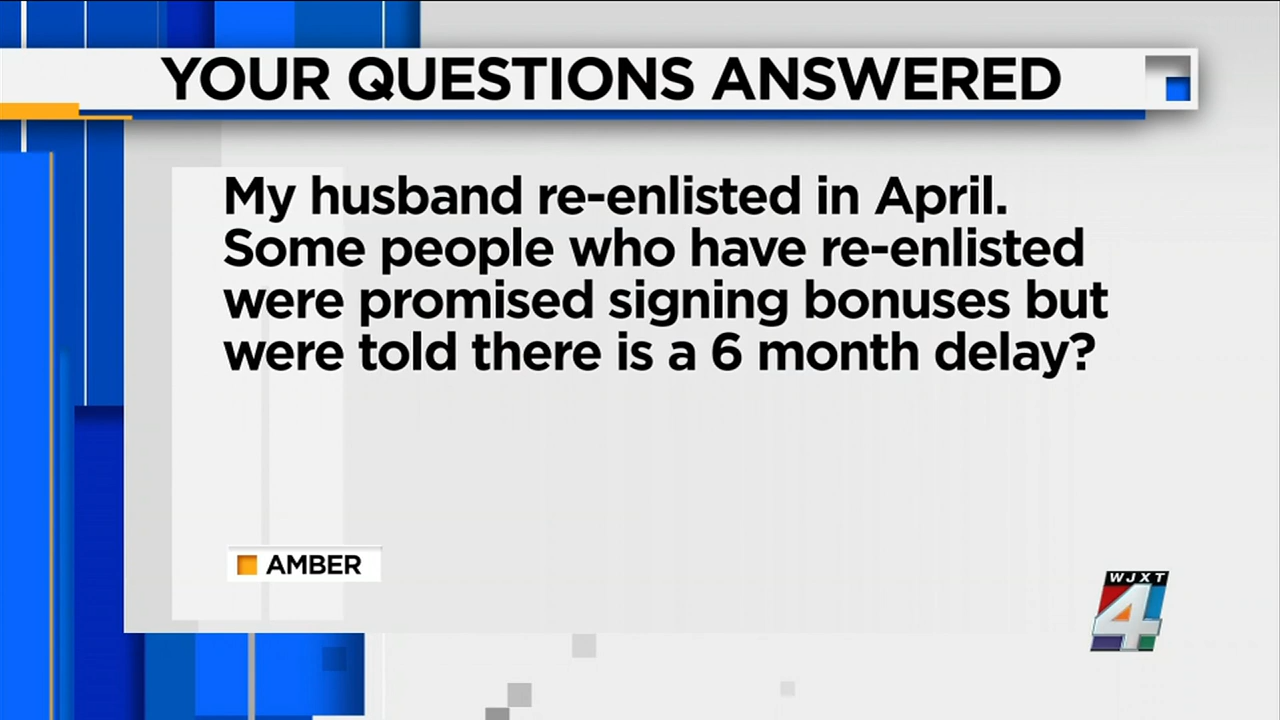 YOUR QUESTIONS ANSWERED
My husband re-enlisted in April.
Some people who have re-enlisted
were promised signing bonuses but
were told there is a 6 month delay?
AMBER
WJXT
4